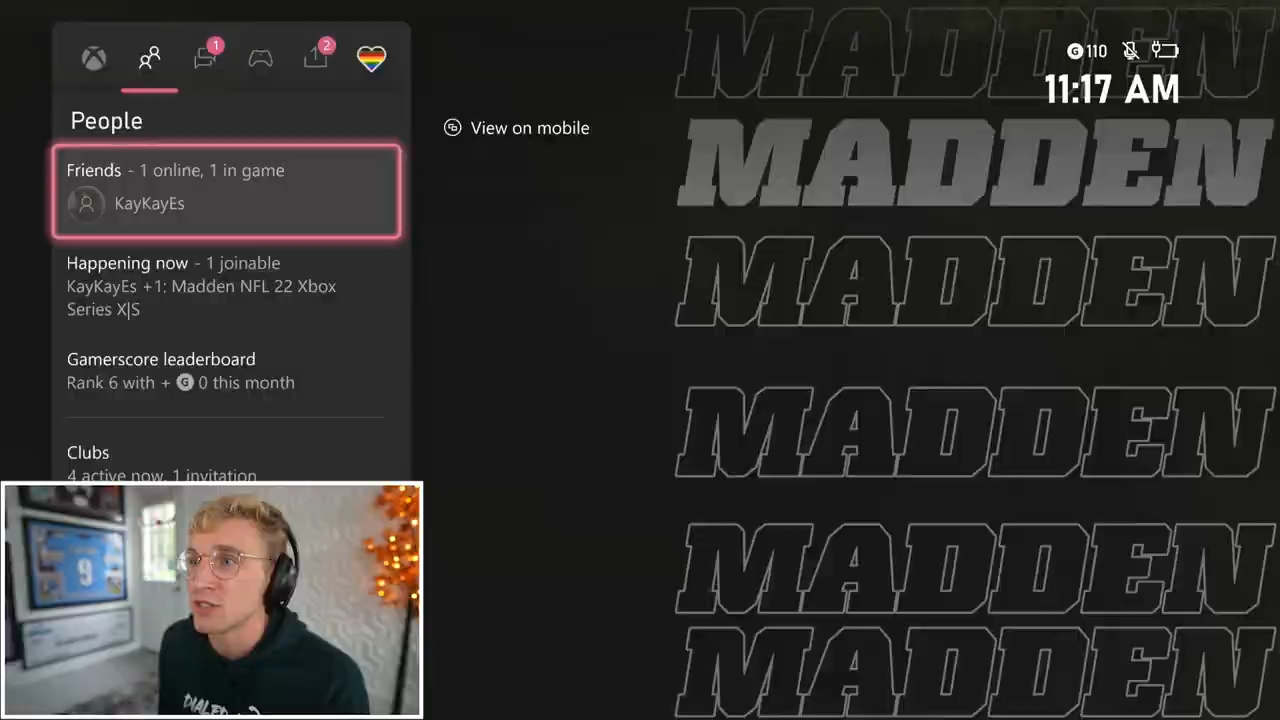 1
2
People
Friends - 1 online, 1 in game
KayKayEs
Happening now - 1 joinable
KayKayEs +1: Madden NFL 22 Xbox
Series X|S
Gamerscore leaderboard
Rank 6 with + G 0 this month
Clubs
4 active now, 1 invitation
View on mobile
G 110
11:17 AM
MADDEN
MADDEN
MADDEN
MADDEN
MADDEN
MADDEN
9
DIALED